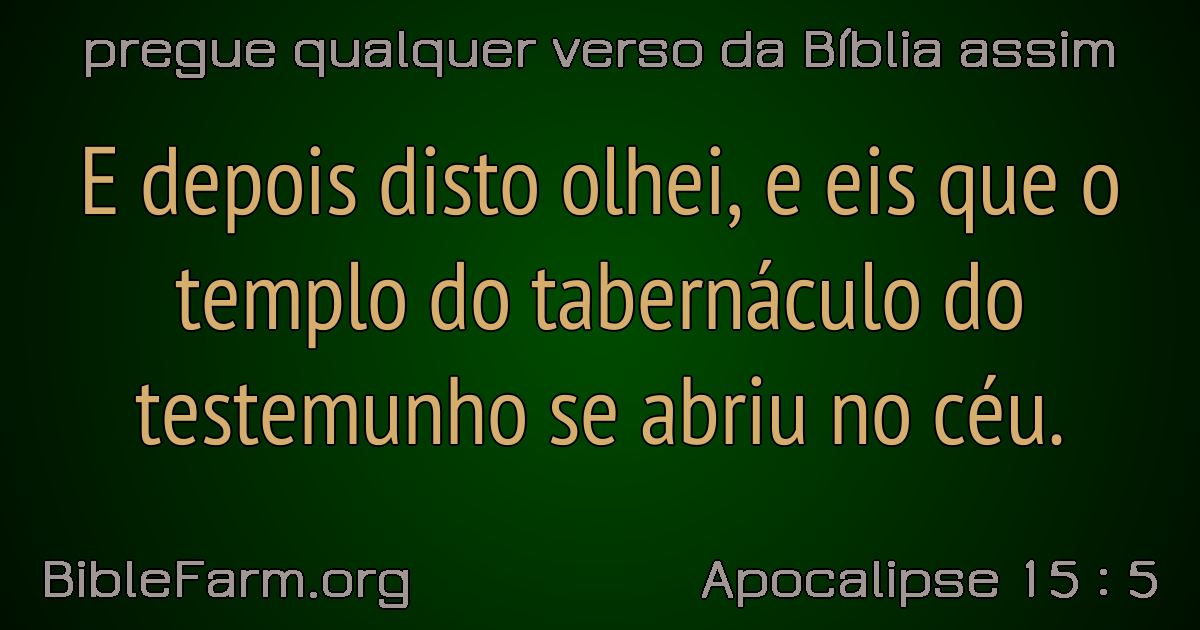 pregue qualquer verso da Bíblia assim
E depois disto olhei, e eis que o
templo do tabernáculo do
testemunho se abriu no céu.
BibleFarm.org
Apocalipse 15 : 5